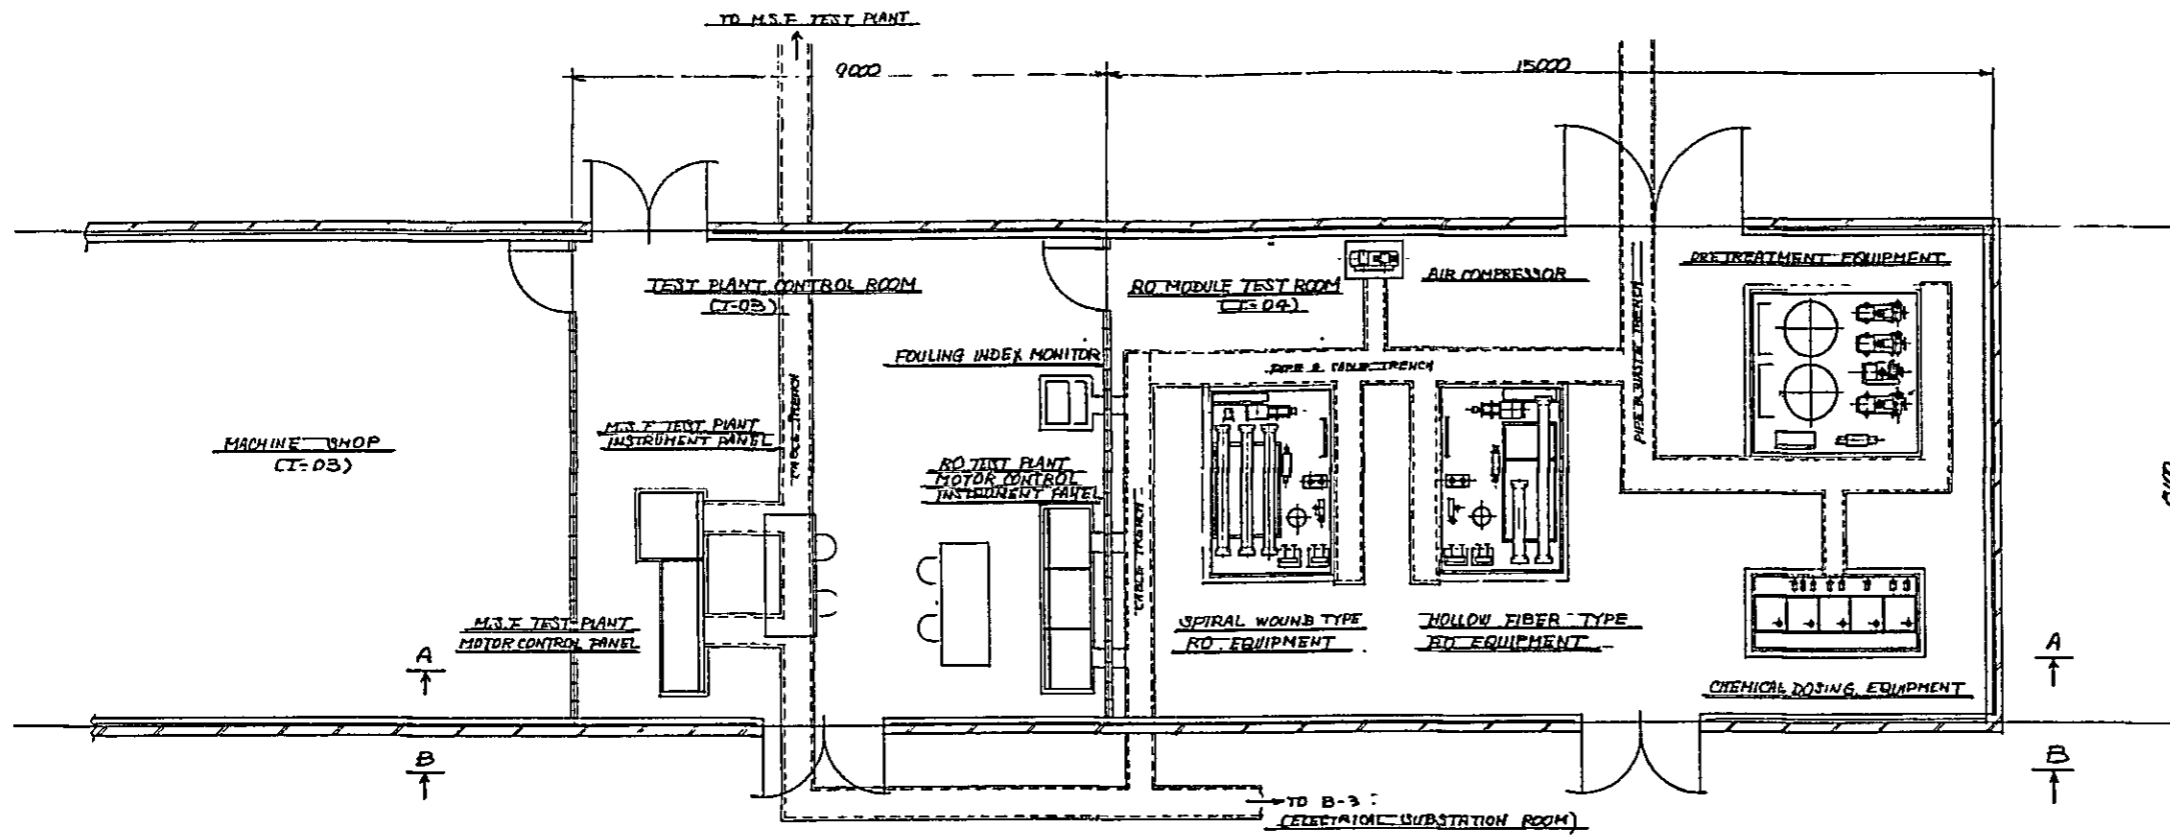 TO M.S.F TEST PLANT
9000
15000
PRETREATMENT EQUIPMENT
TEST PLANT CONTROL ROOM
(T-03)
RO MODULE TEST ROOM
(T-04)
AIR COMPRESSOR
FOULING INDEX MONITOR
PIPE & CABLE TRENCH
PIPE & WASTE TRENCH
CABLE TRENCH
MACHINE SHOP
(T-03)
M.S.F TEST PLANT
INSTRUMENT PANEL
RO TEST PLANT
MOTOR CONTROL
INSTRUMENT PANEL
CABLE TRENCH
M.S.F TEST PLANT
MOTOR CONTROL PANEL
SPIRAL WOUND TYPE
RO EQUIPMENT
HOLLOW FIBER TYPE
RO EQUIPMENT
CHEMICAL DOSING EQUIPMENT
A
A
B
B
TO B-3
(ELECTRICAL SUBSTATION ROOM)